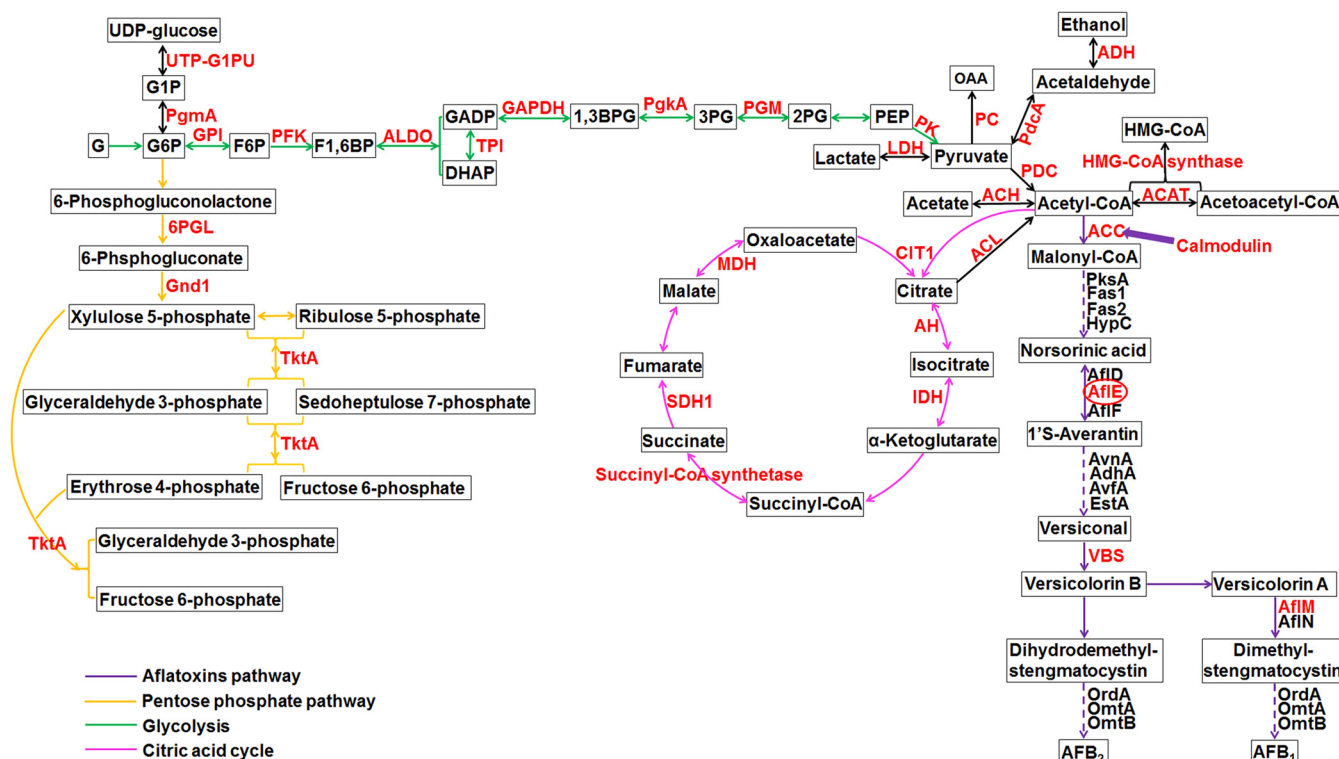 UDP-glucose
UTP-G1PU
G1P
PgmA
G
G6P
GPI
F6P
PFK
F1,6BP
ALDO
GADP
TPI
DHAP
GAPDH
1,3BPG
PgkA
3PG
PGM
2PG
PEP
PK
Ethanol
ADH
Acetaldehyde
OAA
PC
PdcA
Lactate
LDH
Pyruvate
PDC
HMG-CoA
HMG-CoA synthase
Acetate
ACH
Acetyl-CoA
ACAT
Acetoacetyl-CoA
ACC
Calmodulin
Malonyl-CoA
6-Phosphogluconolactone
6PGL
6-Phsphogluconate
Gnd1
Xylulose 5-phosphate
Ribulose 5-phosphate
TktA
Glyceraldehyde 3-phosphate
Sedoheptulose 7-phosphate
TktA
Erythrose 4-phosphate
Fructose 6-phosphate
TktA
Glyceraldehyde 3-phosphate
Fructose 6-phosphate
Oxaloacetate
CIT1
ACL
MDH
Malate
Citrate
AH
Fumarate
Isocitrate
SDH1
IDH
Succinate
α-Ketoglutarate
Succinyl-CoA synthetase
Succinyl-CoA
PksA
Fas1
Fas2
HypC
Norsorinic acid
AflD
AflE
AflF
1'S-Averantin
AvnA
AdhA
AvfA
EstA
Versiconal
VBS
Versicolorin B
Versicolorin A
AflM
AflN
Dihydrodemethyl-
stengmatocystin
Dimethyl-
stengmatocystin
OrdA
OmtA
OmtB
OrdA
OmtA
OmtB
AFB₂
AFB₁
Aflatoxins pathway
Pentose phosphate pathway
Glycolysis
Citric acid cycle